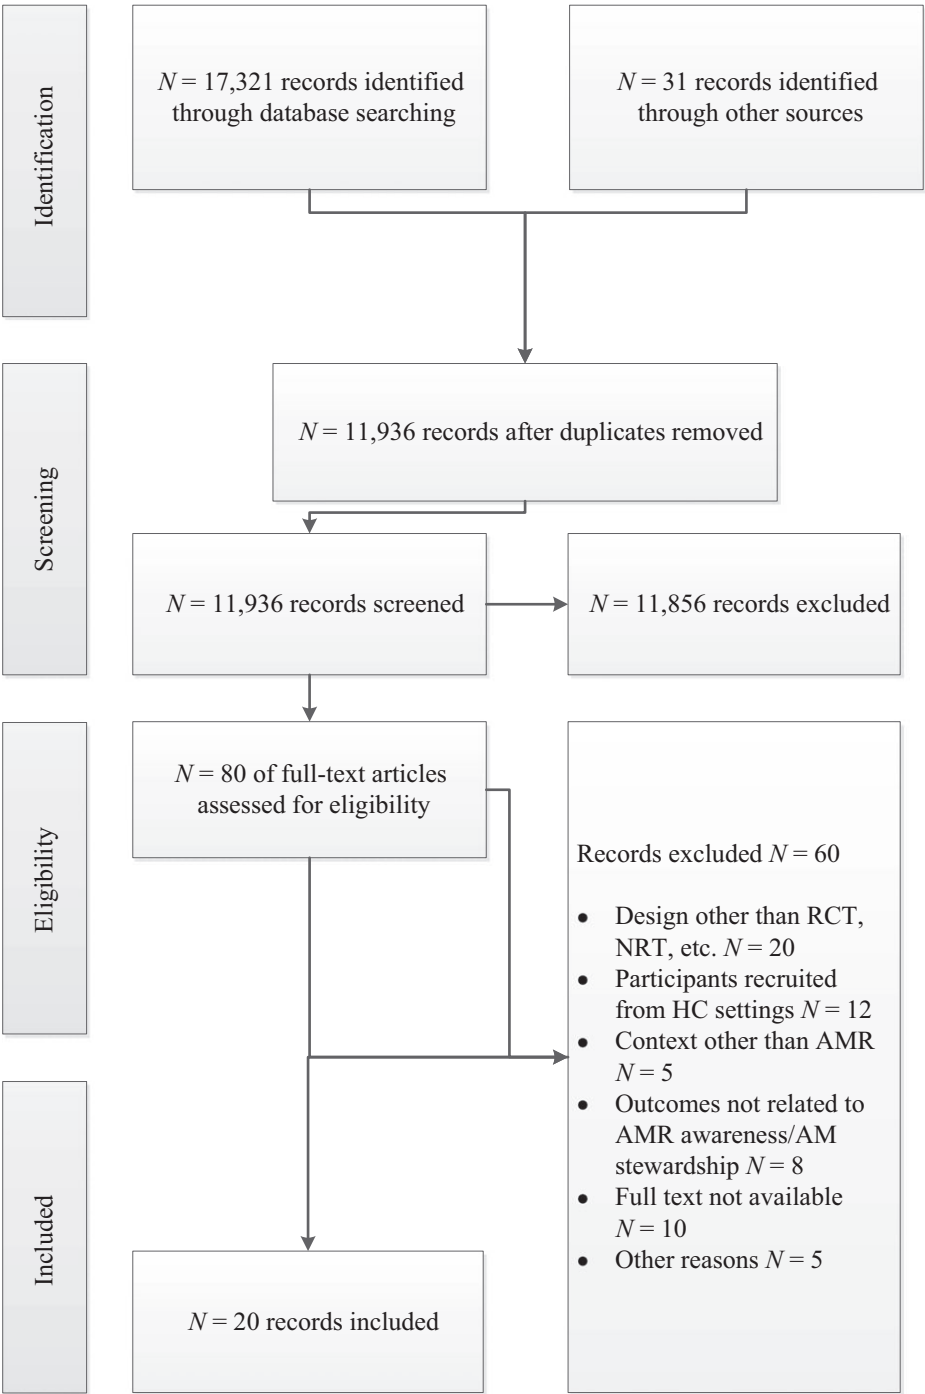 Identification
N = 17,321 records identified
through database searching
N = 31 records identified
through other sources
Screening
N = 11,936 records after duplicates removed
N = 11,936 records screened
N = 11,856 records excluded
Eligibility
N = 80 of full-text articles
assessed for eligibility
Records excluded N = 60
• Design other than RCT,
NRT, etc. N = 20
• Participants recruited
from HC settings N = 12
• Context other than AMR
N = 5
• Outcomes not related to
AMR awareness/AM
stewardship N = 8
• Full text not available
N = 10
• Other reasons N = 5
Included
N = 20 records included